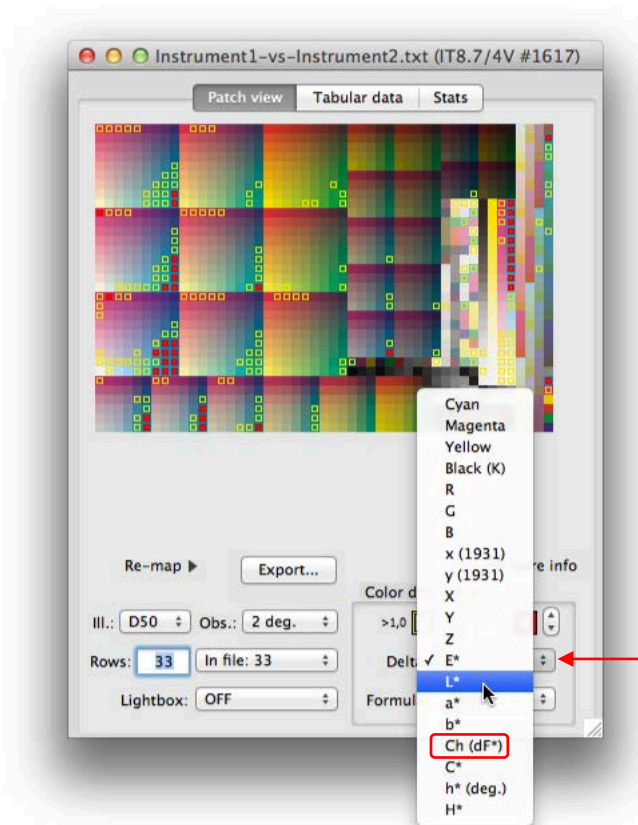 Instrument1-vs-Instrument2.txt (IT8.7/4V #1617)
Patch view Tabular data Stats
Re-map Export... re info
Color d
Ill.: D50 Obs.: 2 deg. >1,0
Rows: 33 In file: 33 Delt
Lightbox: OFF Formul
Cyan
Magenta
Yellow
Black (K)
R
G
B
x (1931)
y (1931)
X
Y
Z
✓ E*
L*
a*
b*
Ch (dF*)
C*
h* (deg.)
H*